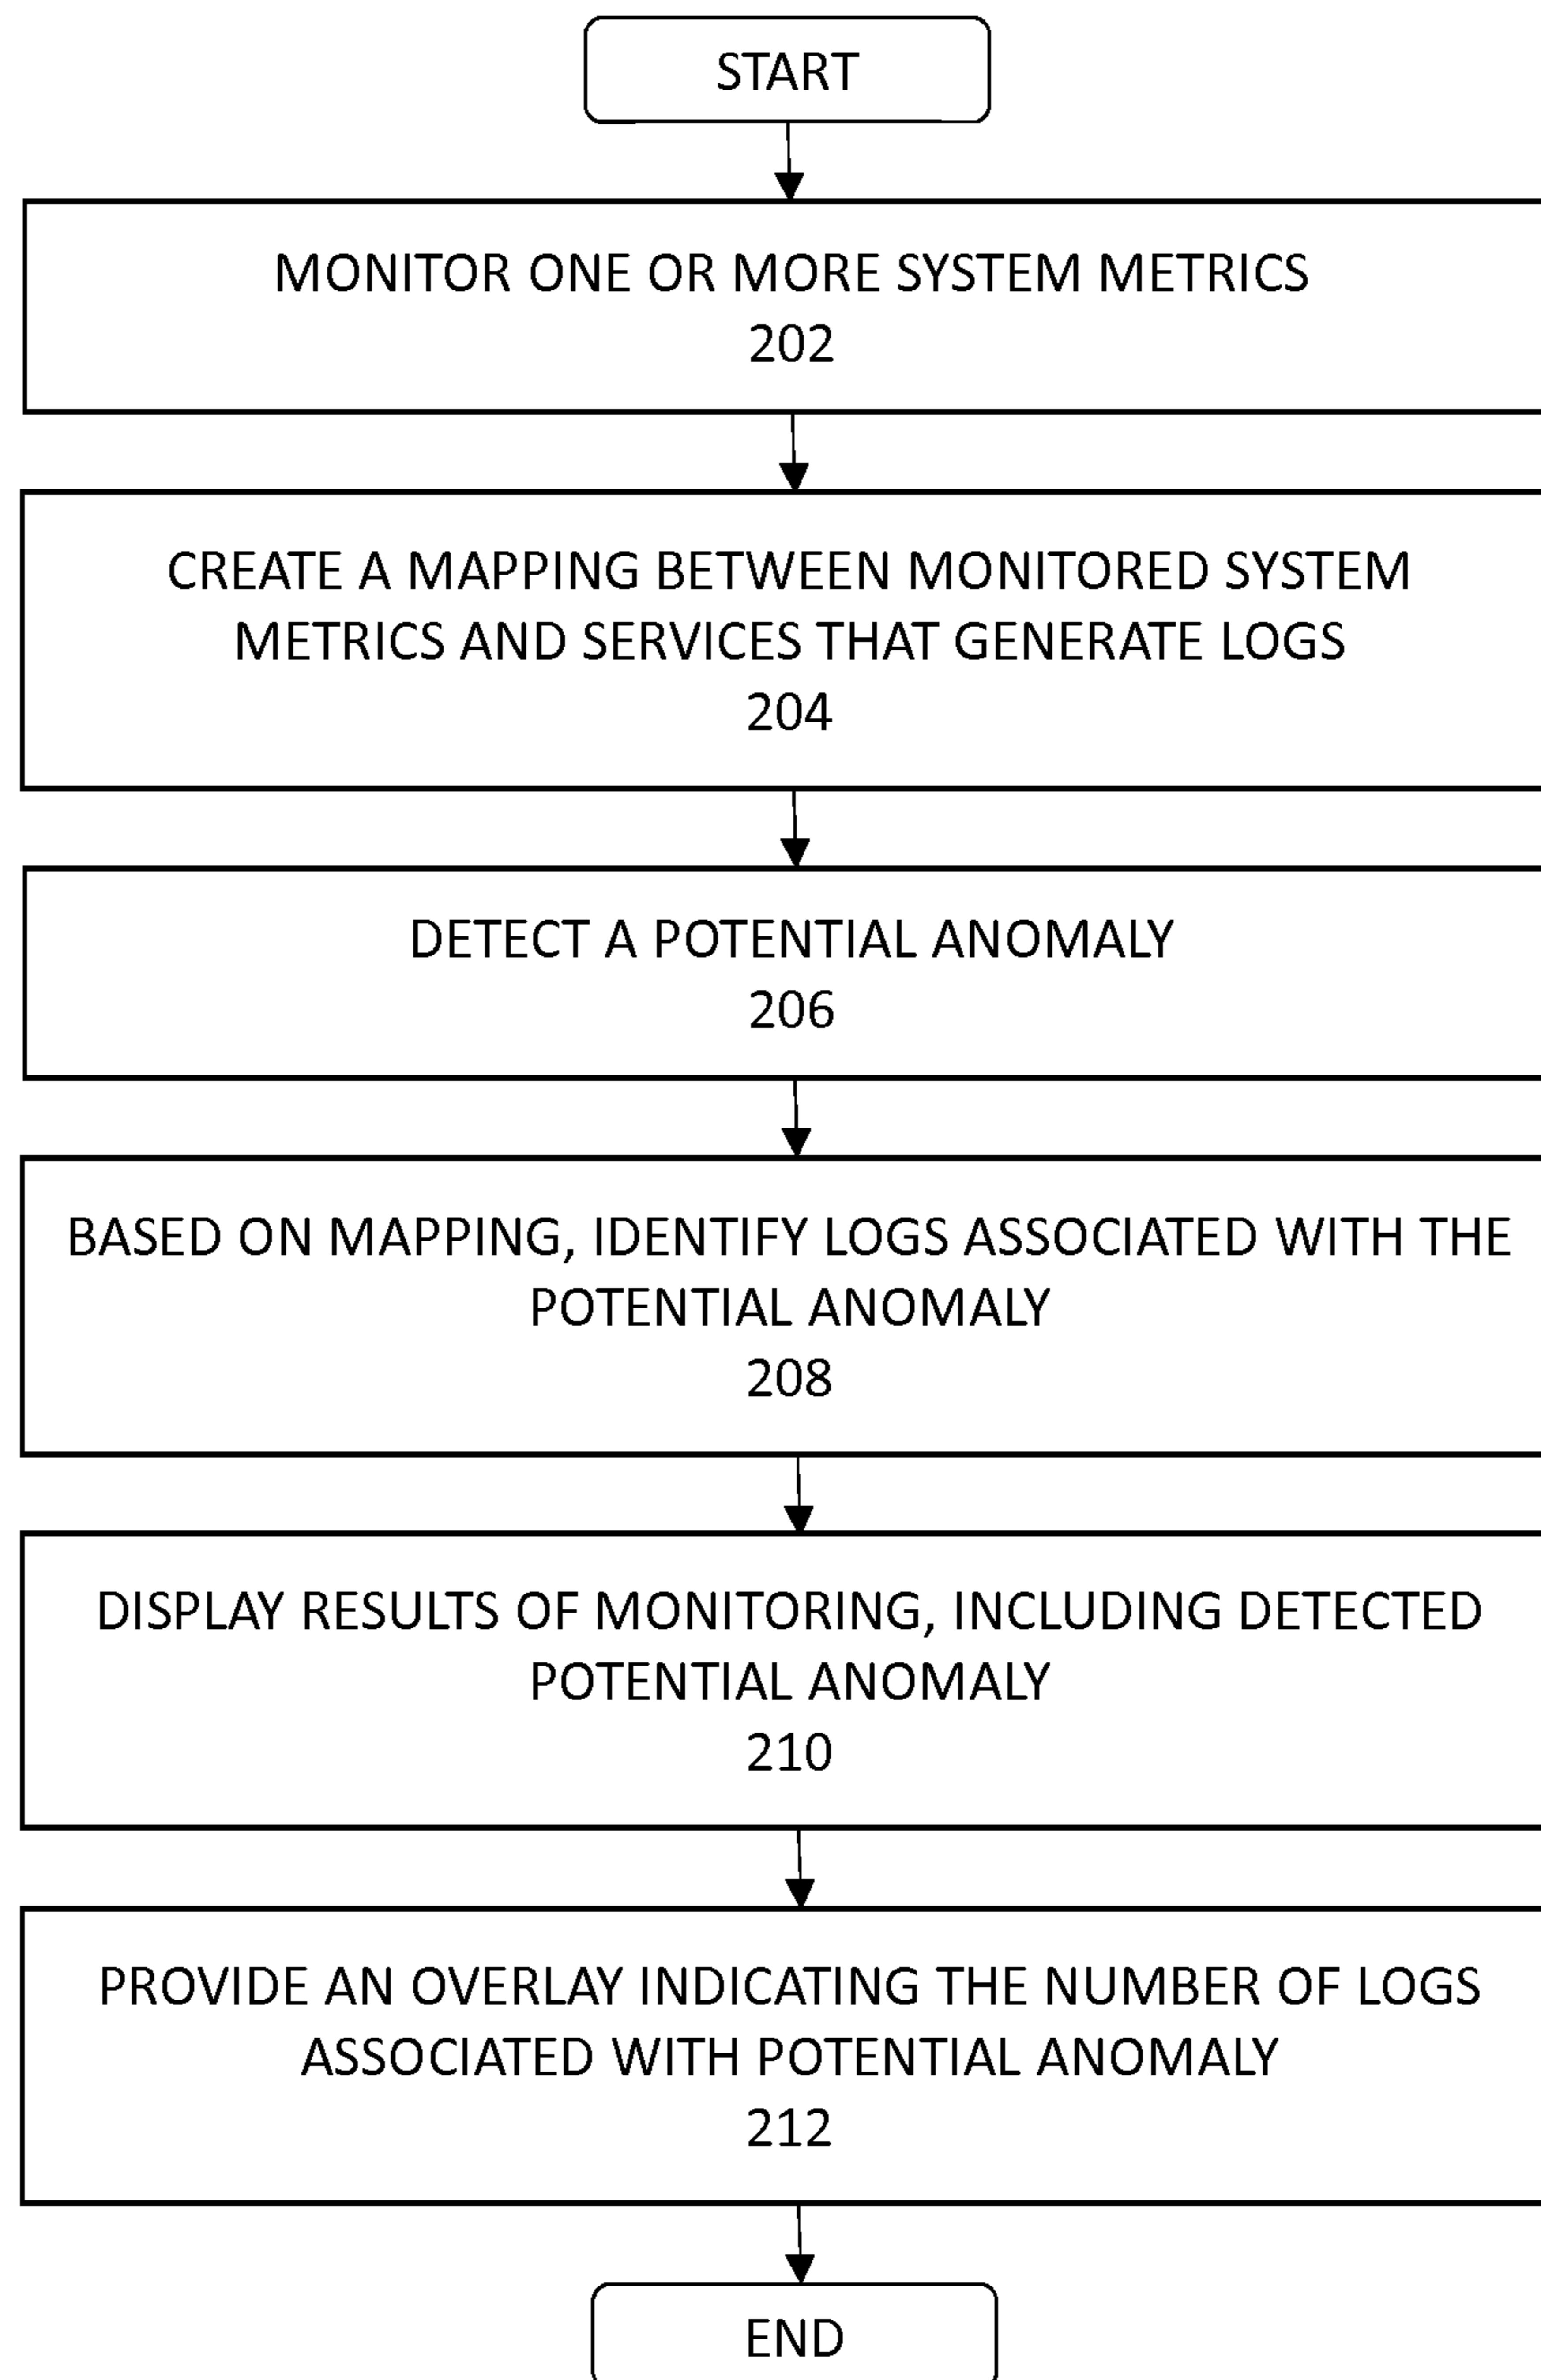 START
MONITOR ONE OR MORE SYSTEM METRICS
202
CREATE A MAPPING BETWEEN MONITORED SYSTEM
METRICS AND SERVICES THAT GENERATE LOGS
204
DETECT A POTENTIAL ANOMALY
206
BASED ON MAPPING, IDENTIFY LOGS ASSOCIATED WITH THE
POTENTIAL ANOMALY
208
DISPLAY RESULTS OF MONITORING, INCLUDING DETECTED
POTENTIAL ANOMALY
210
PROVIDE AN OVERLAY INDICATING THE NUMBER OF LOGS
ASSOCIATED WITH POTENTIAL ANOMALY
212
END